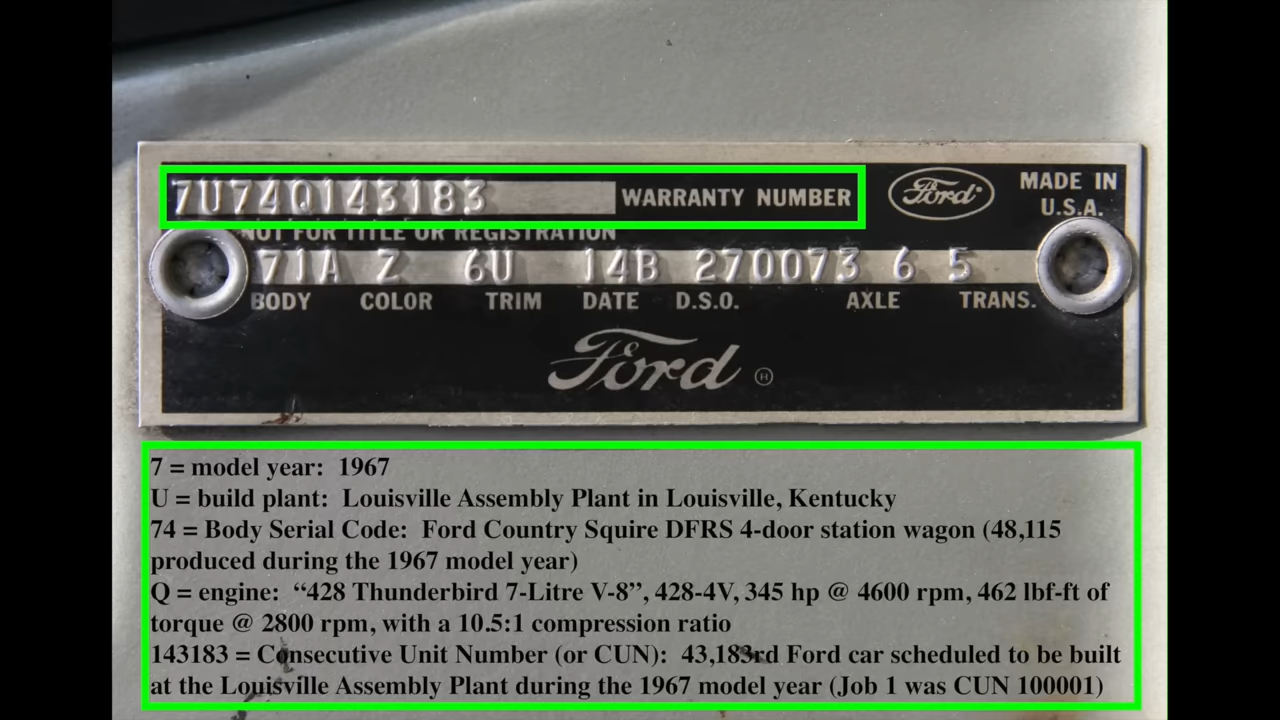 7U74Q143183 WARRANTY NUMBER
Ford
MADE IN
U.S.A.
NOT FOR TITLE OR REGISTRATION
71A Z 6U 14B 270073 6 5
BODY COLOR TRIM DATE D.S.O. AXLE TRANS.
Ford
7 = model year: 1967
U = build plant: Louisville Assembly Plant in Louisville, Kentucky
74 = Body Serial Code: Ford Country Squire DFRS 4-door station wagon (48,115
produced during the 1967 model year)
Q = engine: “428 Thunderbird 7-Litre V-8”, 428-4V, 345 hp @ 4600 rpm, 462 lbf-ft of
torque @ 2800 rpm, with a 10.5:1 compression ratio
143183 = Consecutive Unit Number (or CUN): 43,183rd Ford car scheduled to be built
at the Louisville Assembly Plant during the 1967 model year (Job 1 was CUN 100001)